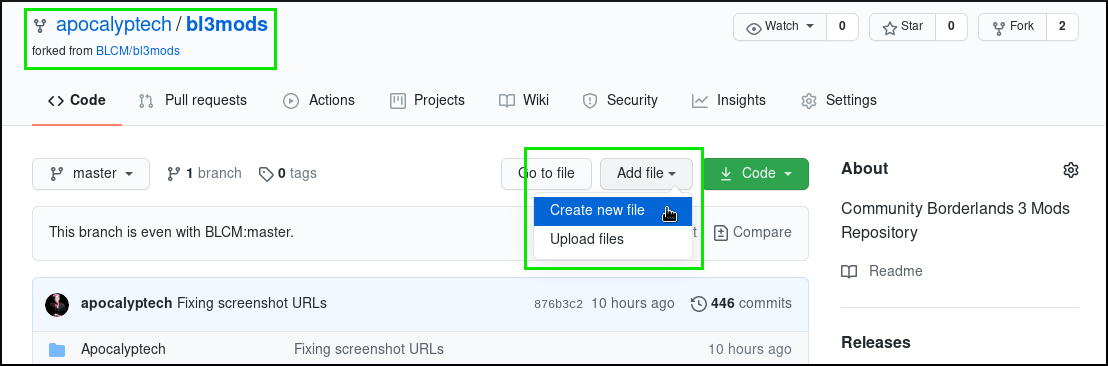 apocalyptech / bl3mods
forked from BLCM/bl3mods
Watch 0 Star 0 Fork 2
Code Pull requests Actions Projects Wiki Security Insights Settings
master 1 branch 0 tags Go to file Add file Code
Create new file
Upload files
This branch is even with BLCM:master. Compare
apocalyptech Fixing screenshot URLs 876b3c2 10 hours ago 446 commits
Apocalyptech Fixing screenshot URLs 10 hours ago
About
Community Borderlands 3 Mods
Repository
Readme
Releases